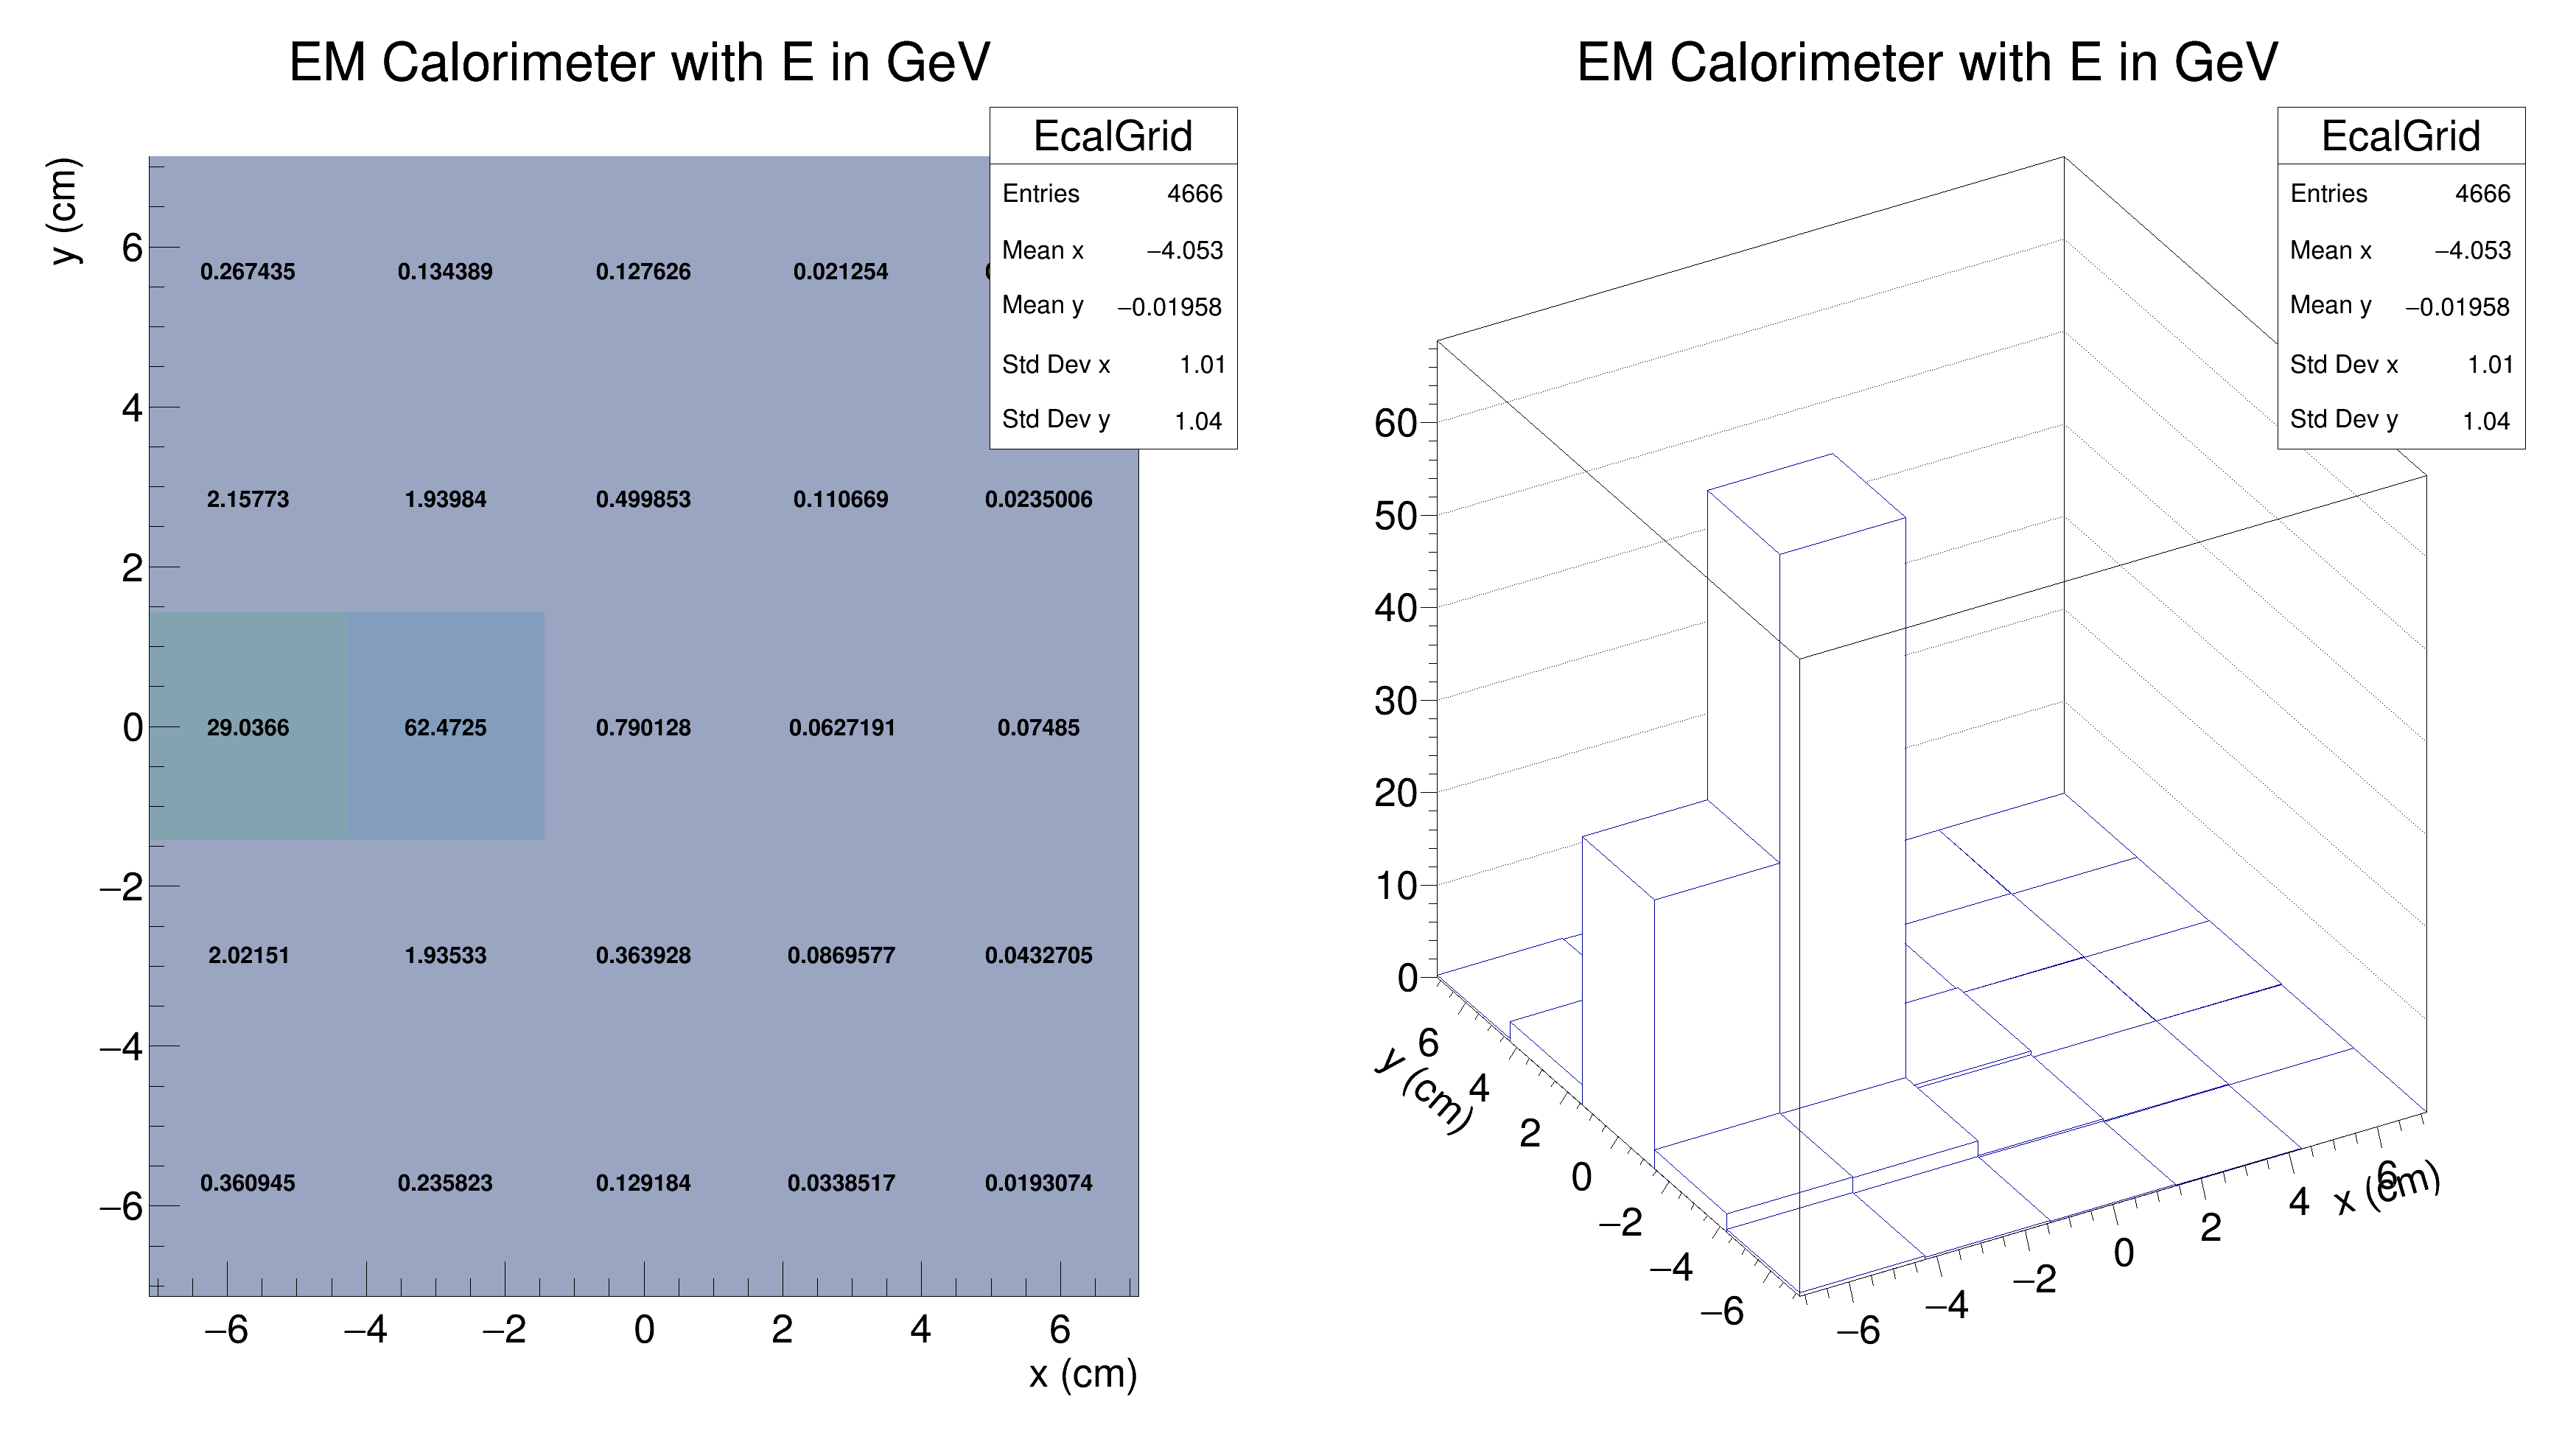 EM Calorimeter with E in GeV
EcalGrid
Entries 4666
Mean x −4.053
Mean y −0.01958
Std Dev x 1.01
Std Dev y 1.04
y (cm)
6
4
2
0
−2
−4
−6
0.267435 0.134389 0.127626 0.021254
2.15773 1.93984 0.499853 0.110669 0.0235006
29.0366 62.4725 0.790128 0.0627191 0.07485
2.02151 1.93533 0.363928 0.0869577 0.0432705
0.360945 0.235823 0.129184 0.0338517 0.0193074
−6 −4 −2 0 2 4 6
x (cm)
EM Calorimeter with E in GeV
EcalGrid
Entries 4666
Mean x −4.053
Mean y −0.01958
Std Dev x 1.01
Std Dev y 1.04
60
50
40
30
20
10
0
6
4
2
0
−2
−4
−6
y (cm)
−6
−4
−2
0
2
4
6
x (cm)